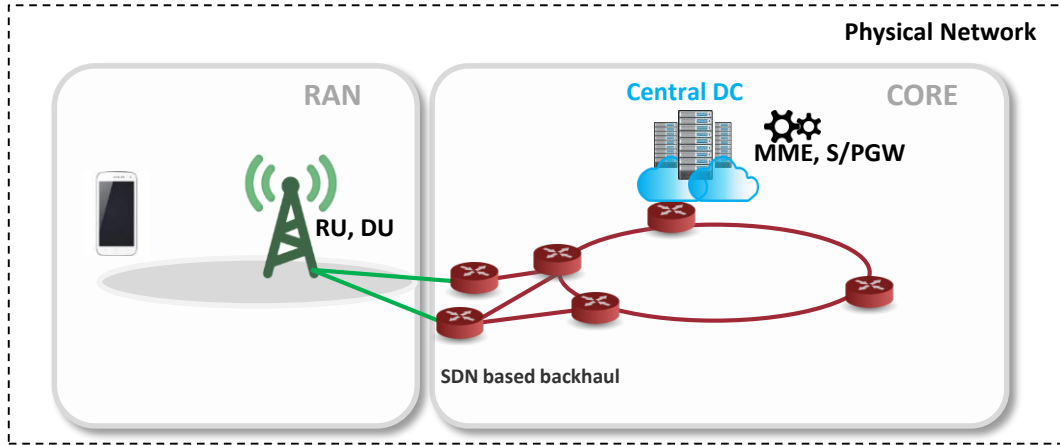 Physical Network
RAN
CORE
Central DC
MME, S/PGW
RU, DU
SDN based backhaul